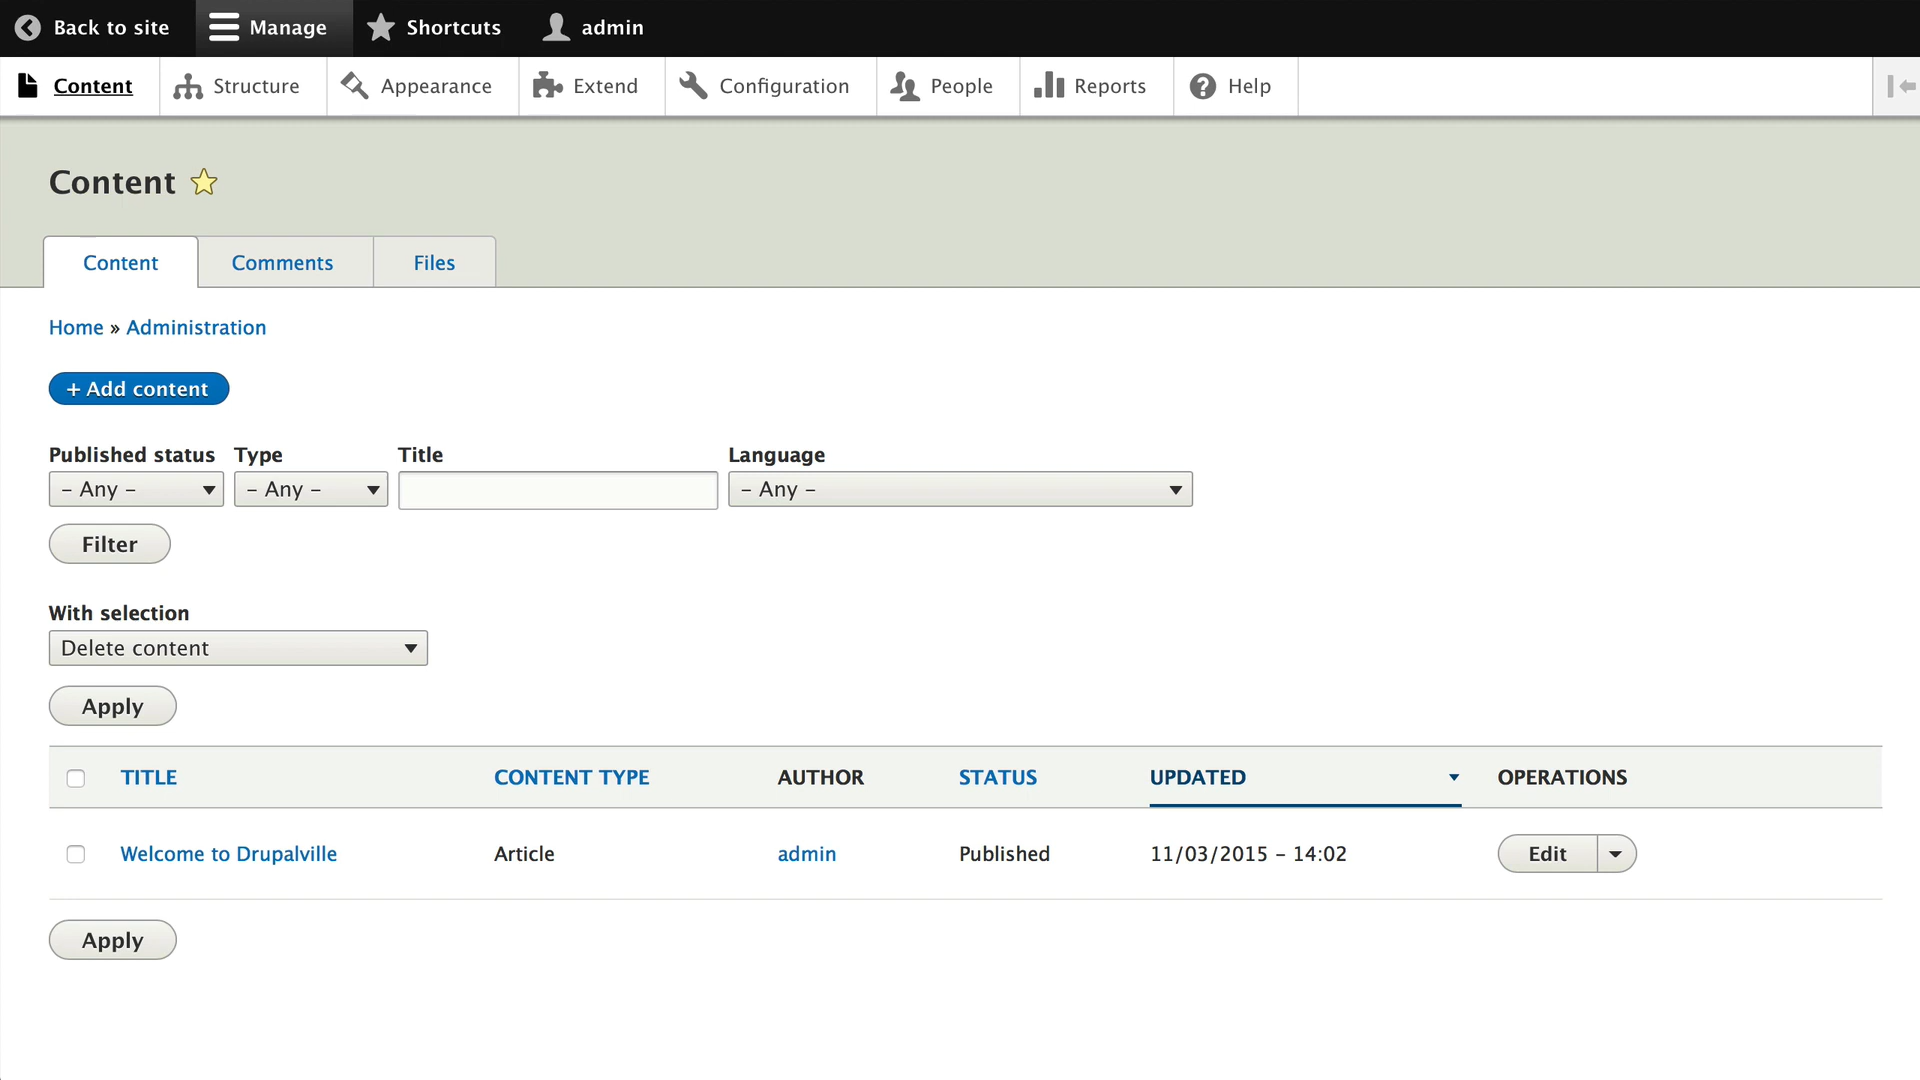 Back to site Manage Shortcuts admin
Content Structure Appearance Extend Configuration People Reports Help
Content
Content Comments Files
Home » Administration
+ Add content
Published status Type Title Language
– Any – – Any – – Any –
Filter
With selection
Delete content
Apply
TITLE CONTENT TYPE AUTHOR STATUS UPDATED OPERATIONS
Welcome to Drupalville Article admin Published 11/03/2015 – 14:02 Edit
Apply